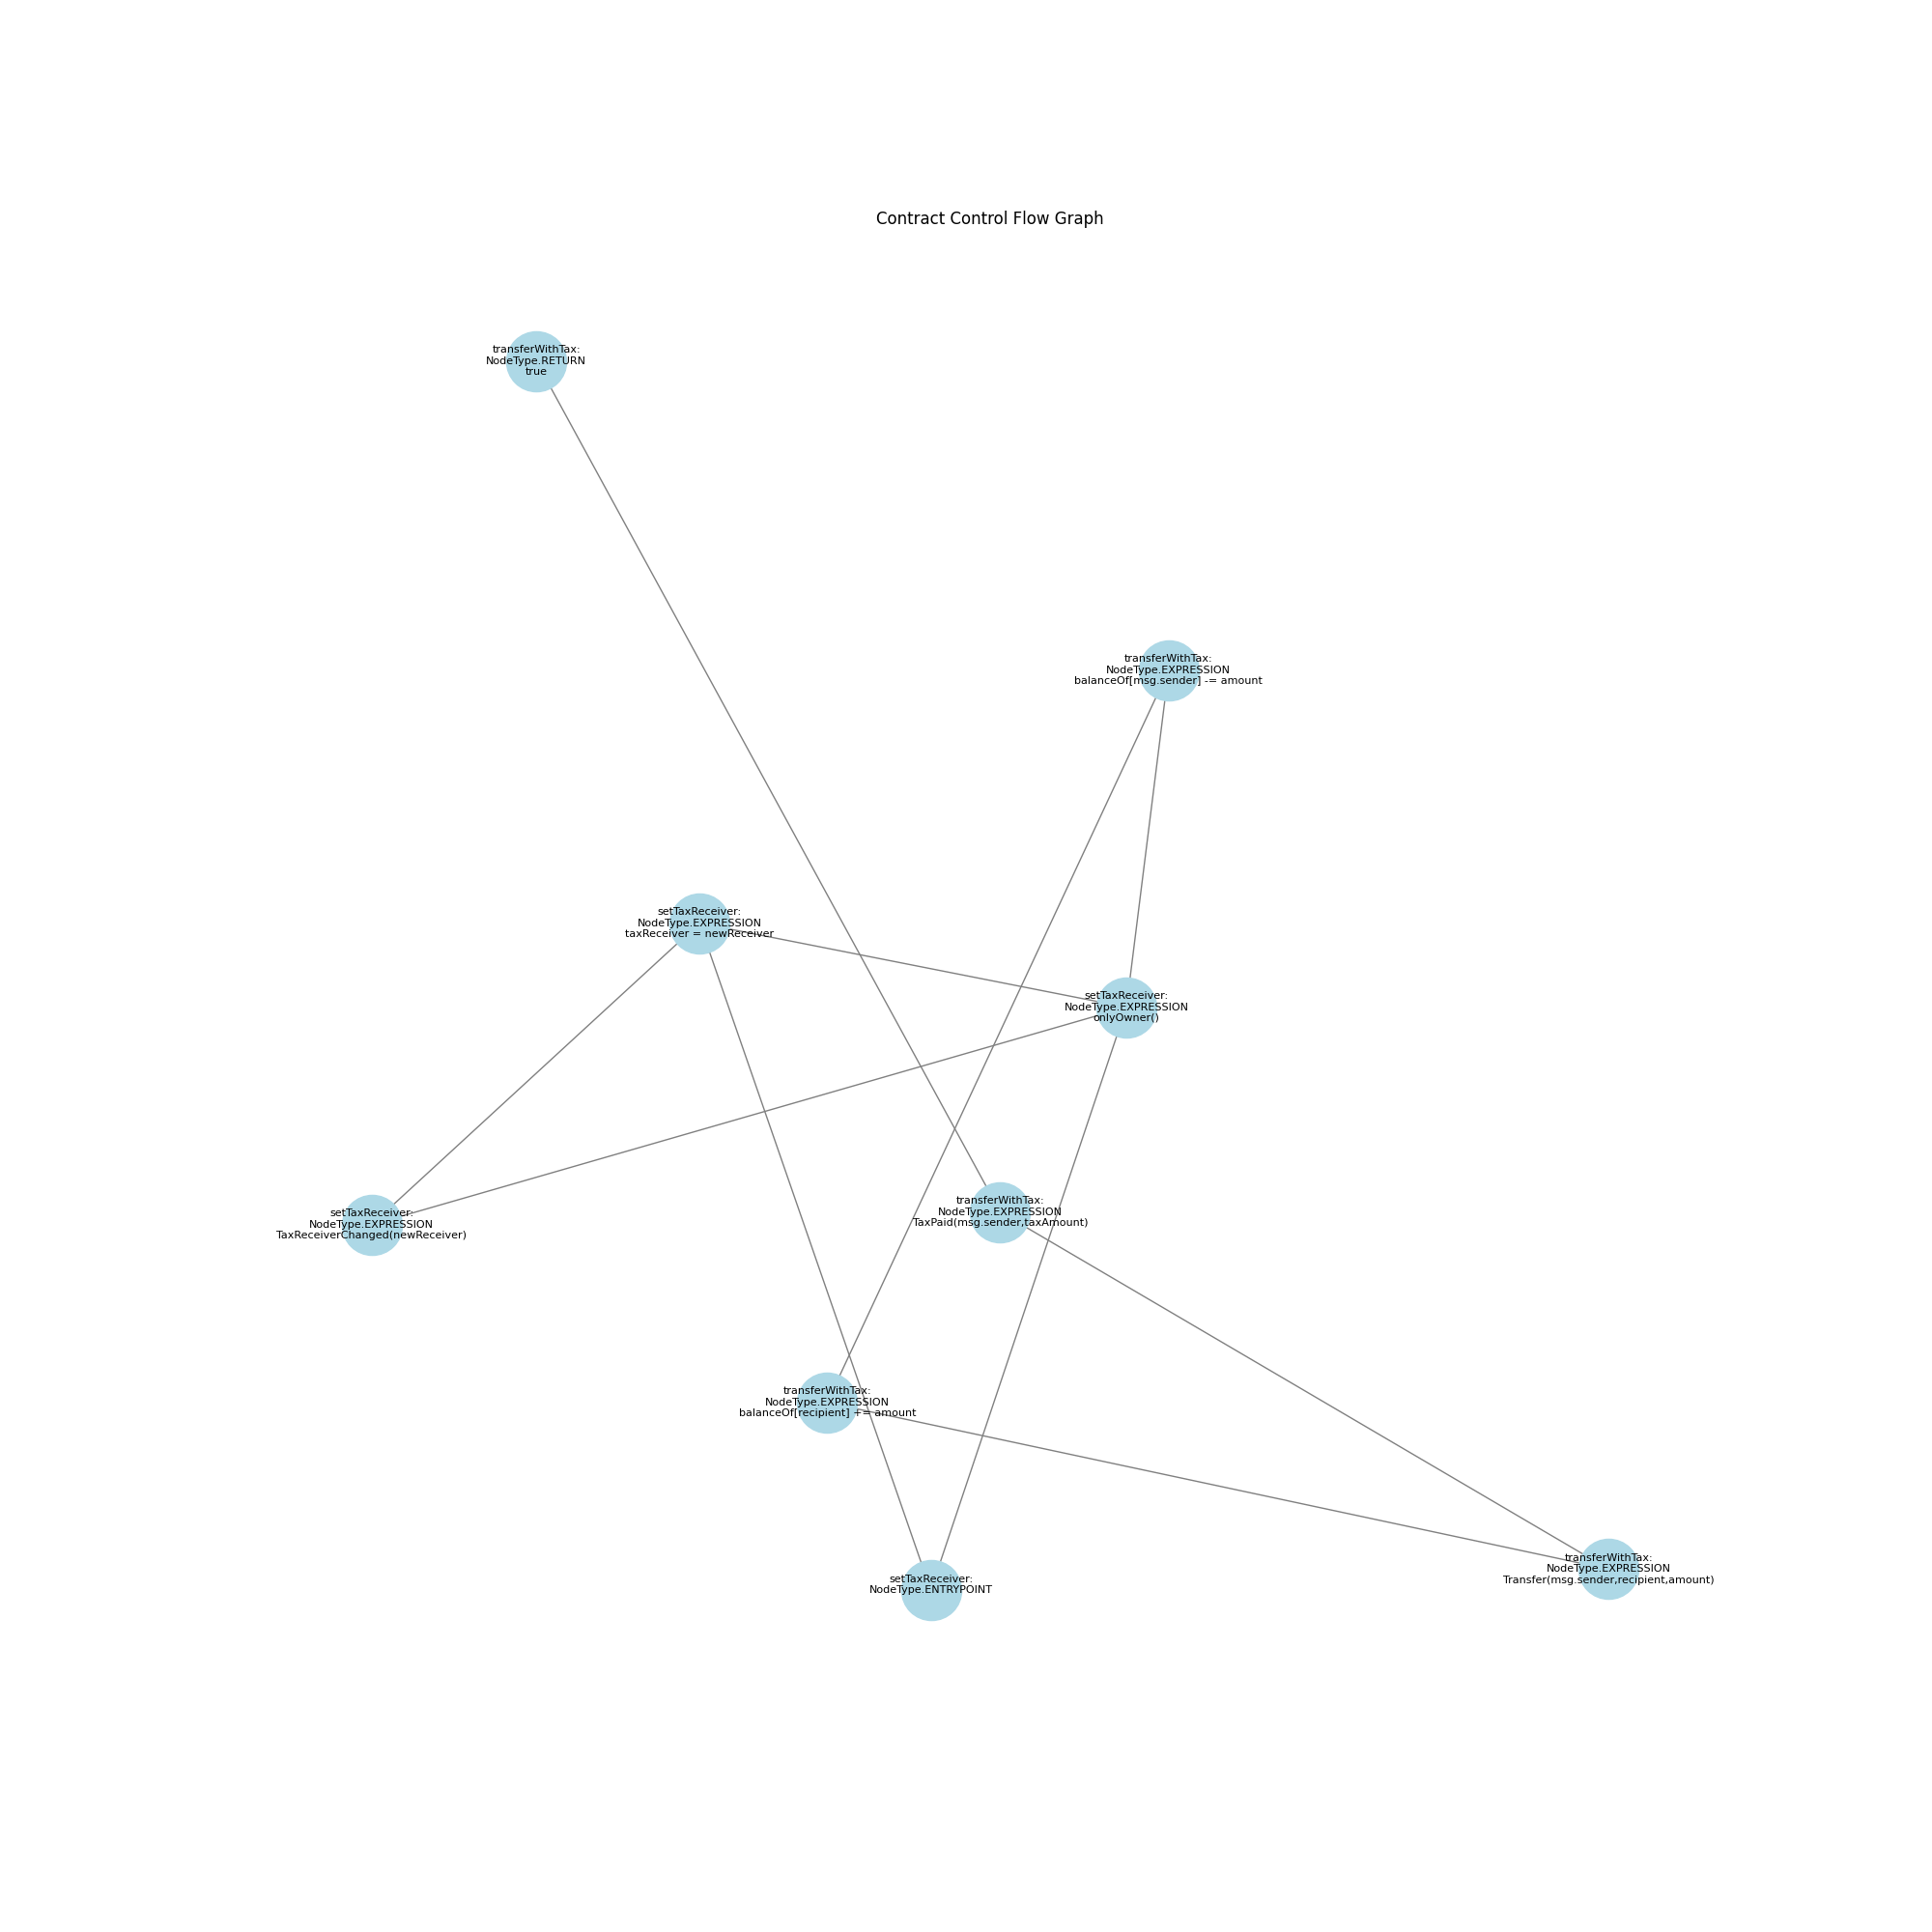 Contract Control Flow Graph
transferWithTax:
NodeType.RETURN
true
transferWithTax:
NodeType.EXPRESSION
balanceOf[msg.sender] -= amount
setTaxReceiver:
NodeType.EXPRESSION
taxReceiver = newReceiver
setTaxReceiver:
NodeType.EXPRESSION
onlyOwner()
transferWithTax:
NodeType.EXPRESSION
TaxPaid(msg.sender,taxAmount)
setTaxReceiver:
NodeType.EXPRESSION
TaxReceiverChanged(newReceiver)
transferWithTax:
NodeType.EXPRESSION
balanceOf[recipient] += amount
transferWithTax:
NodeType.EXPRESSION
Transfer(msg.sender,recipient,amount)
setTaxReceiver:
NodeType.ENTRYPOINT